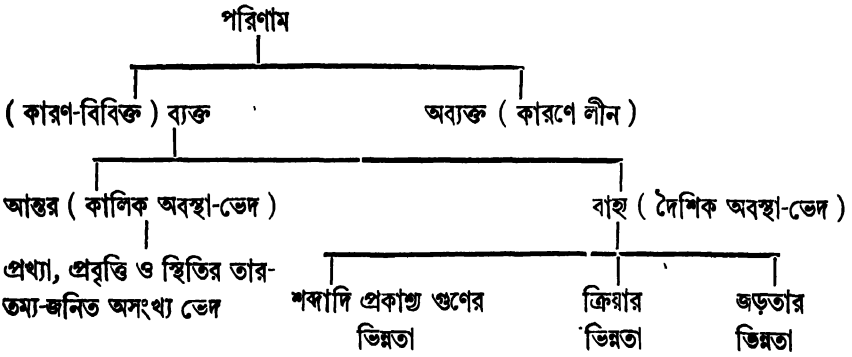 পরিণাম
( কারণ-বিবিক্ত ) ব্যক্ত
অব্যক্ত ( কারণে লীন )
আন্তর ( কালিক অবস্থা-ভেদ )
বাহ্য ( দৈশিক অবস্থা-ভেদ )
প্রখ্যা, প্রবৃত্তি ও স্থিতির তার-
তম্য-জনিত অসংখ্য ভেদ
শব্দাদি প্রকাশ্য গুণের
ভিন্নতা
ক্রিয়ার
ভিন্নতা
জড়তার
ভিন্নতা